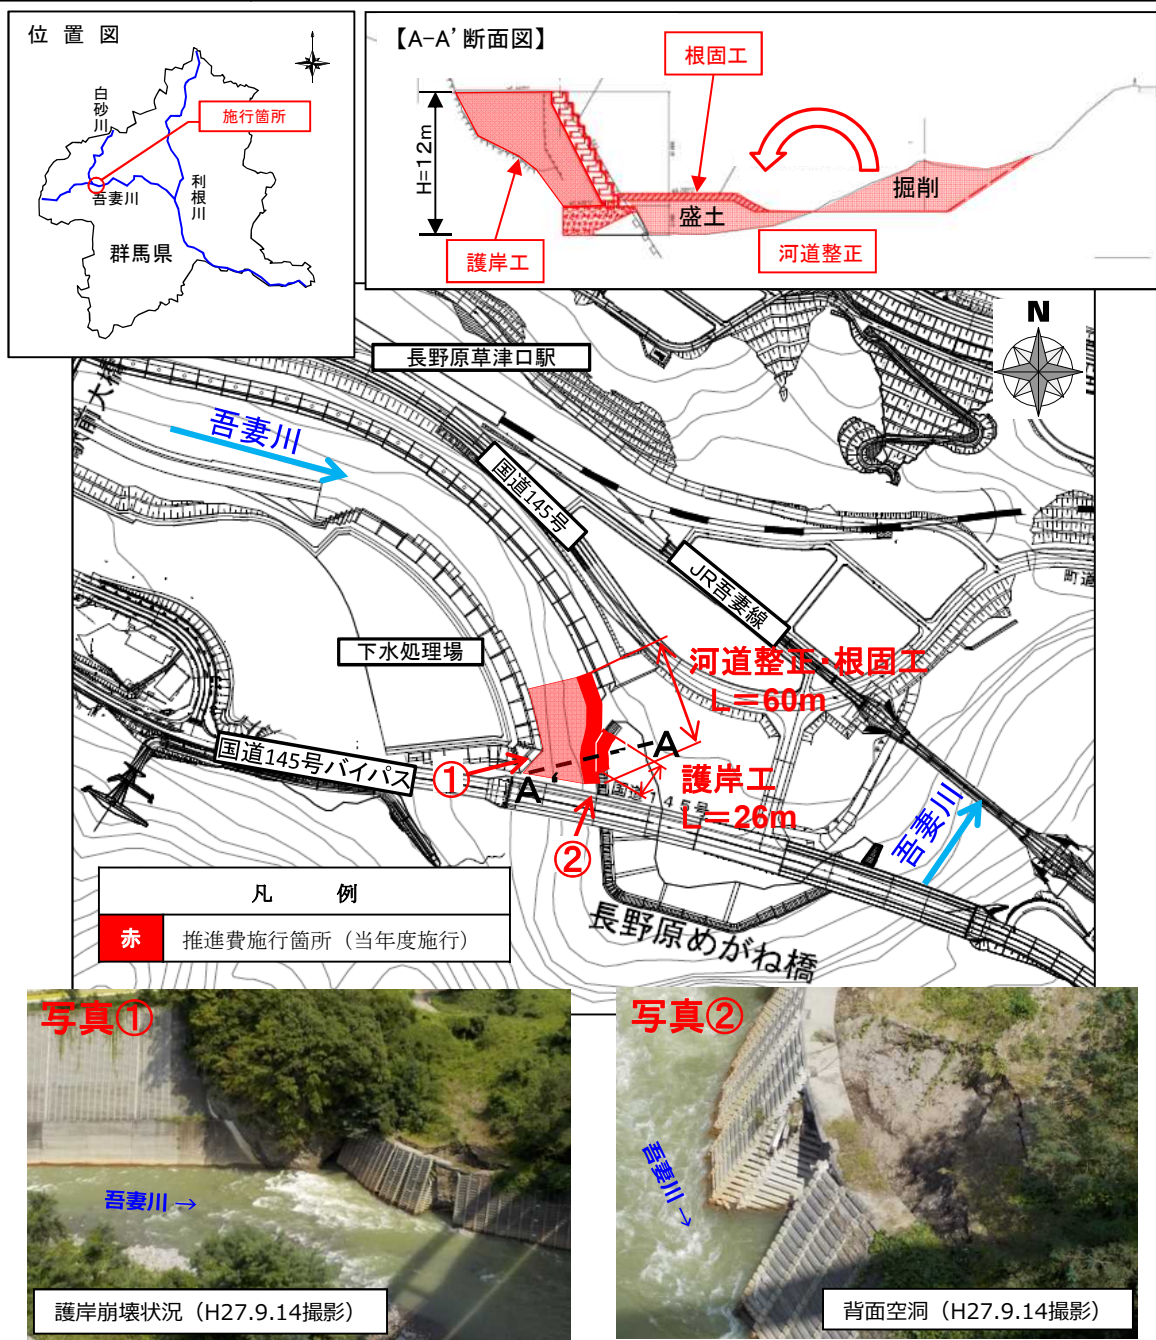 位 置 図
白砂川
施行箇所
吾妻川
利根川
群馬県
【A-A’断面図】
根固工
H=12m
掘削
盛土
護岸工
河道整正
N
長野原草津口駅
吾妻川
国道145号
JR吾妻線
町道
下水処理場
河道整正・根固工
L=60m
国道145号バイパス
①
A
A’
護岸工
L=26m
国道145号
②
吾妻川
長野原めがね橋
凡 例
赤 推進費施行箇所（当年度施行）
写真①
吾妻川→
護岸崩壊状況（H27.9.14撮影）
写真②
吾妻川→
背面空洞（H27.9.14撮影）